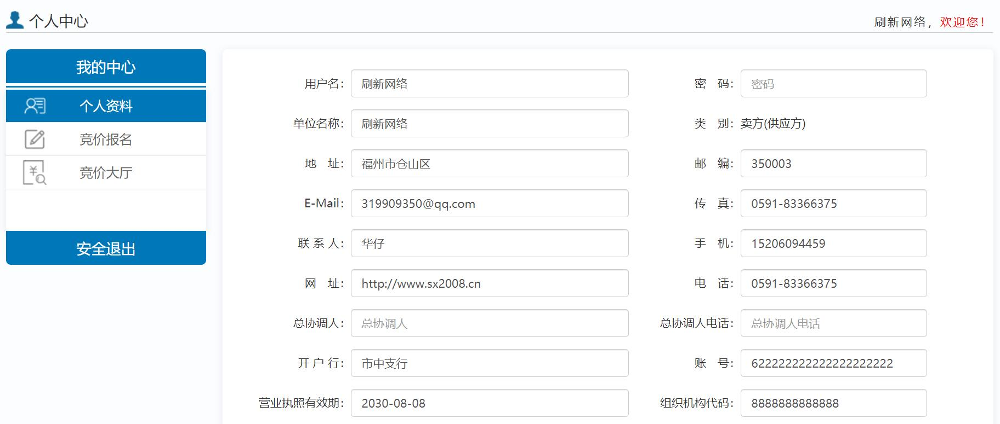 个人中心
刷新网络，欢迎您！
我的中心
个人资料
竞价报名
竞价大厅
安全退出
用户名： 刷新网络 密 码： 密码
单位名称： 刷新网络 类 别： 卖方(供应方)
地 址： 福州市仓山区 邮 编： 350003
E-Mail： 319909350@qq.com 传 真： 0591-83366375
联 系 人： 华仔 手 机： 15206094459
网 址： http://www.sx2008.cn 电 话： 0591-83366375
总协调人： 总协调人 总协调人电话： 总协调人电话
开 户 行： 市中支行 账 号： 622222222222222222222
营业执照有效期： 2030-08-08 组织机构代码： 8888888888888